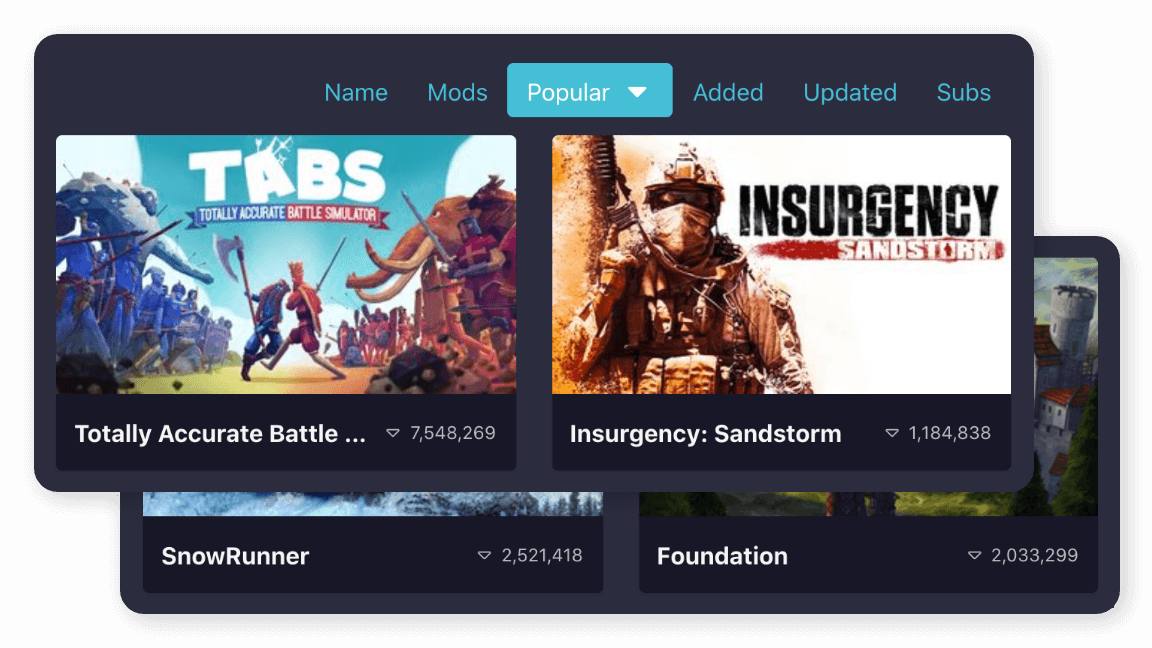 Name Mods Popular Added Updated Subs
TABS
TOTALLY ACCURATE BATTLE SIMULATOR
INSURGENCY
SANDSTORM
Totally Accurate Battle ... 7,548,269
Insurgency: Sandstorm 1,184,838
SnowRunner 2,521,418
Foundation 2,033,299